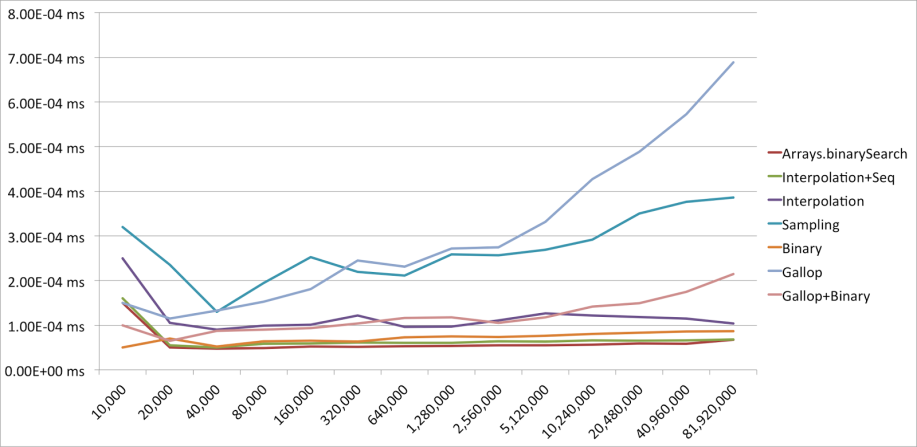 8.00E-04 ms
7.00E-04 ms
6.00E-04 ms
5.00E-04 ms
4.00E-04 ms
3.00E-04 ms
2.00E-04 ms
1.00E-04 ms
0.00E+00 ms
10,000
20,000
40,000
80,000
160,000
320,000
640,000
1,280,000
2,560,000
5,120,000
10,240,000
20,480,000
40,960,000
81,920,000
Arrays.binarySearch
Interpolation+Seq
Interpolation
Sampling
Binary
Gallop
Gallop+Binary